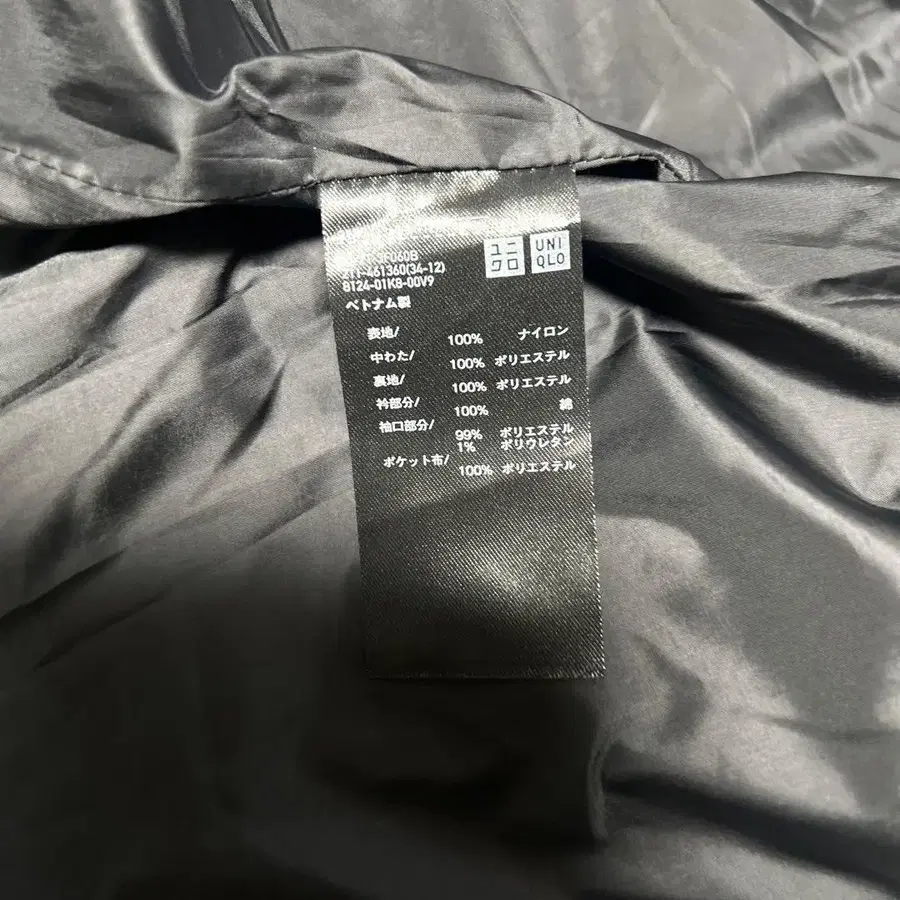 ユニ
クロ
UNI
QLO
3F060B
211-461360(34-12)
8124-01K8-00V9
ベトナム製
表地/ 100% ナイロン
中わた/ 100% ポリエステル
裏地/ 100% ポリエステル
衿部分/ 100% 綿
袖口部分/ 99% ポリエステル
1% ポリウレタン
ポケット布/ 100% ポリエステル